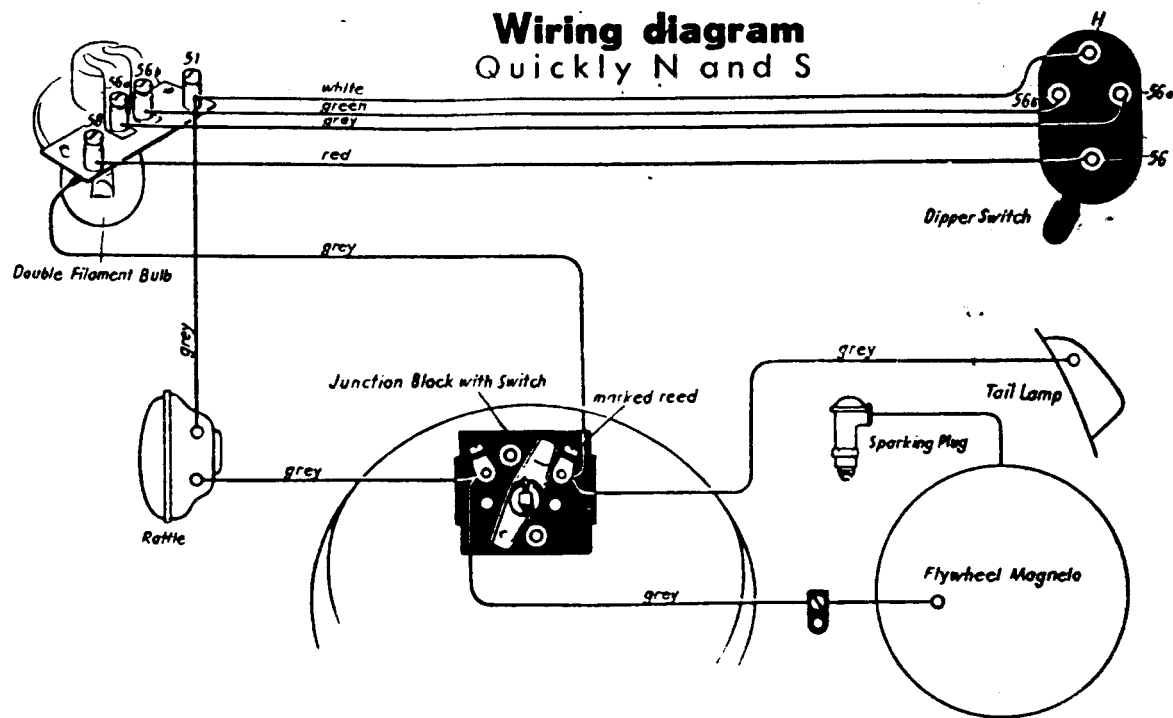 Wiring diagram
Quickly N and S
H
51
56b
56a
58
white
green
grey
red
56b
56a
56
Dipper Switch
grey
Double Filament Bulb
grey
grey
Junction Block with Switch
marked reed
Tail Lamp
Sparking Plug
grey
Rattle
Flywheel Magneto
grey